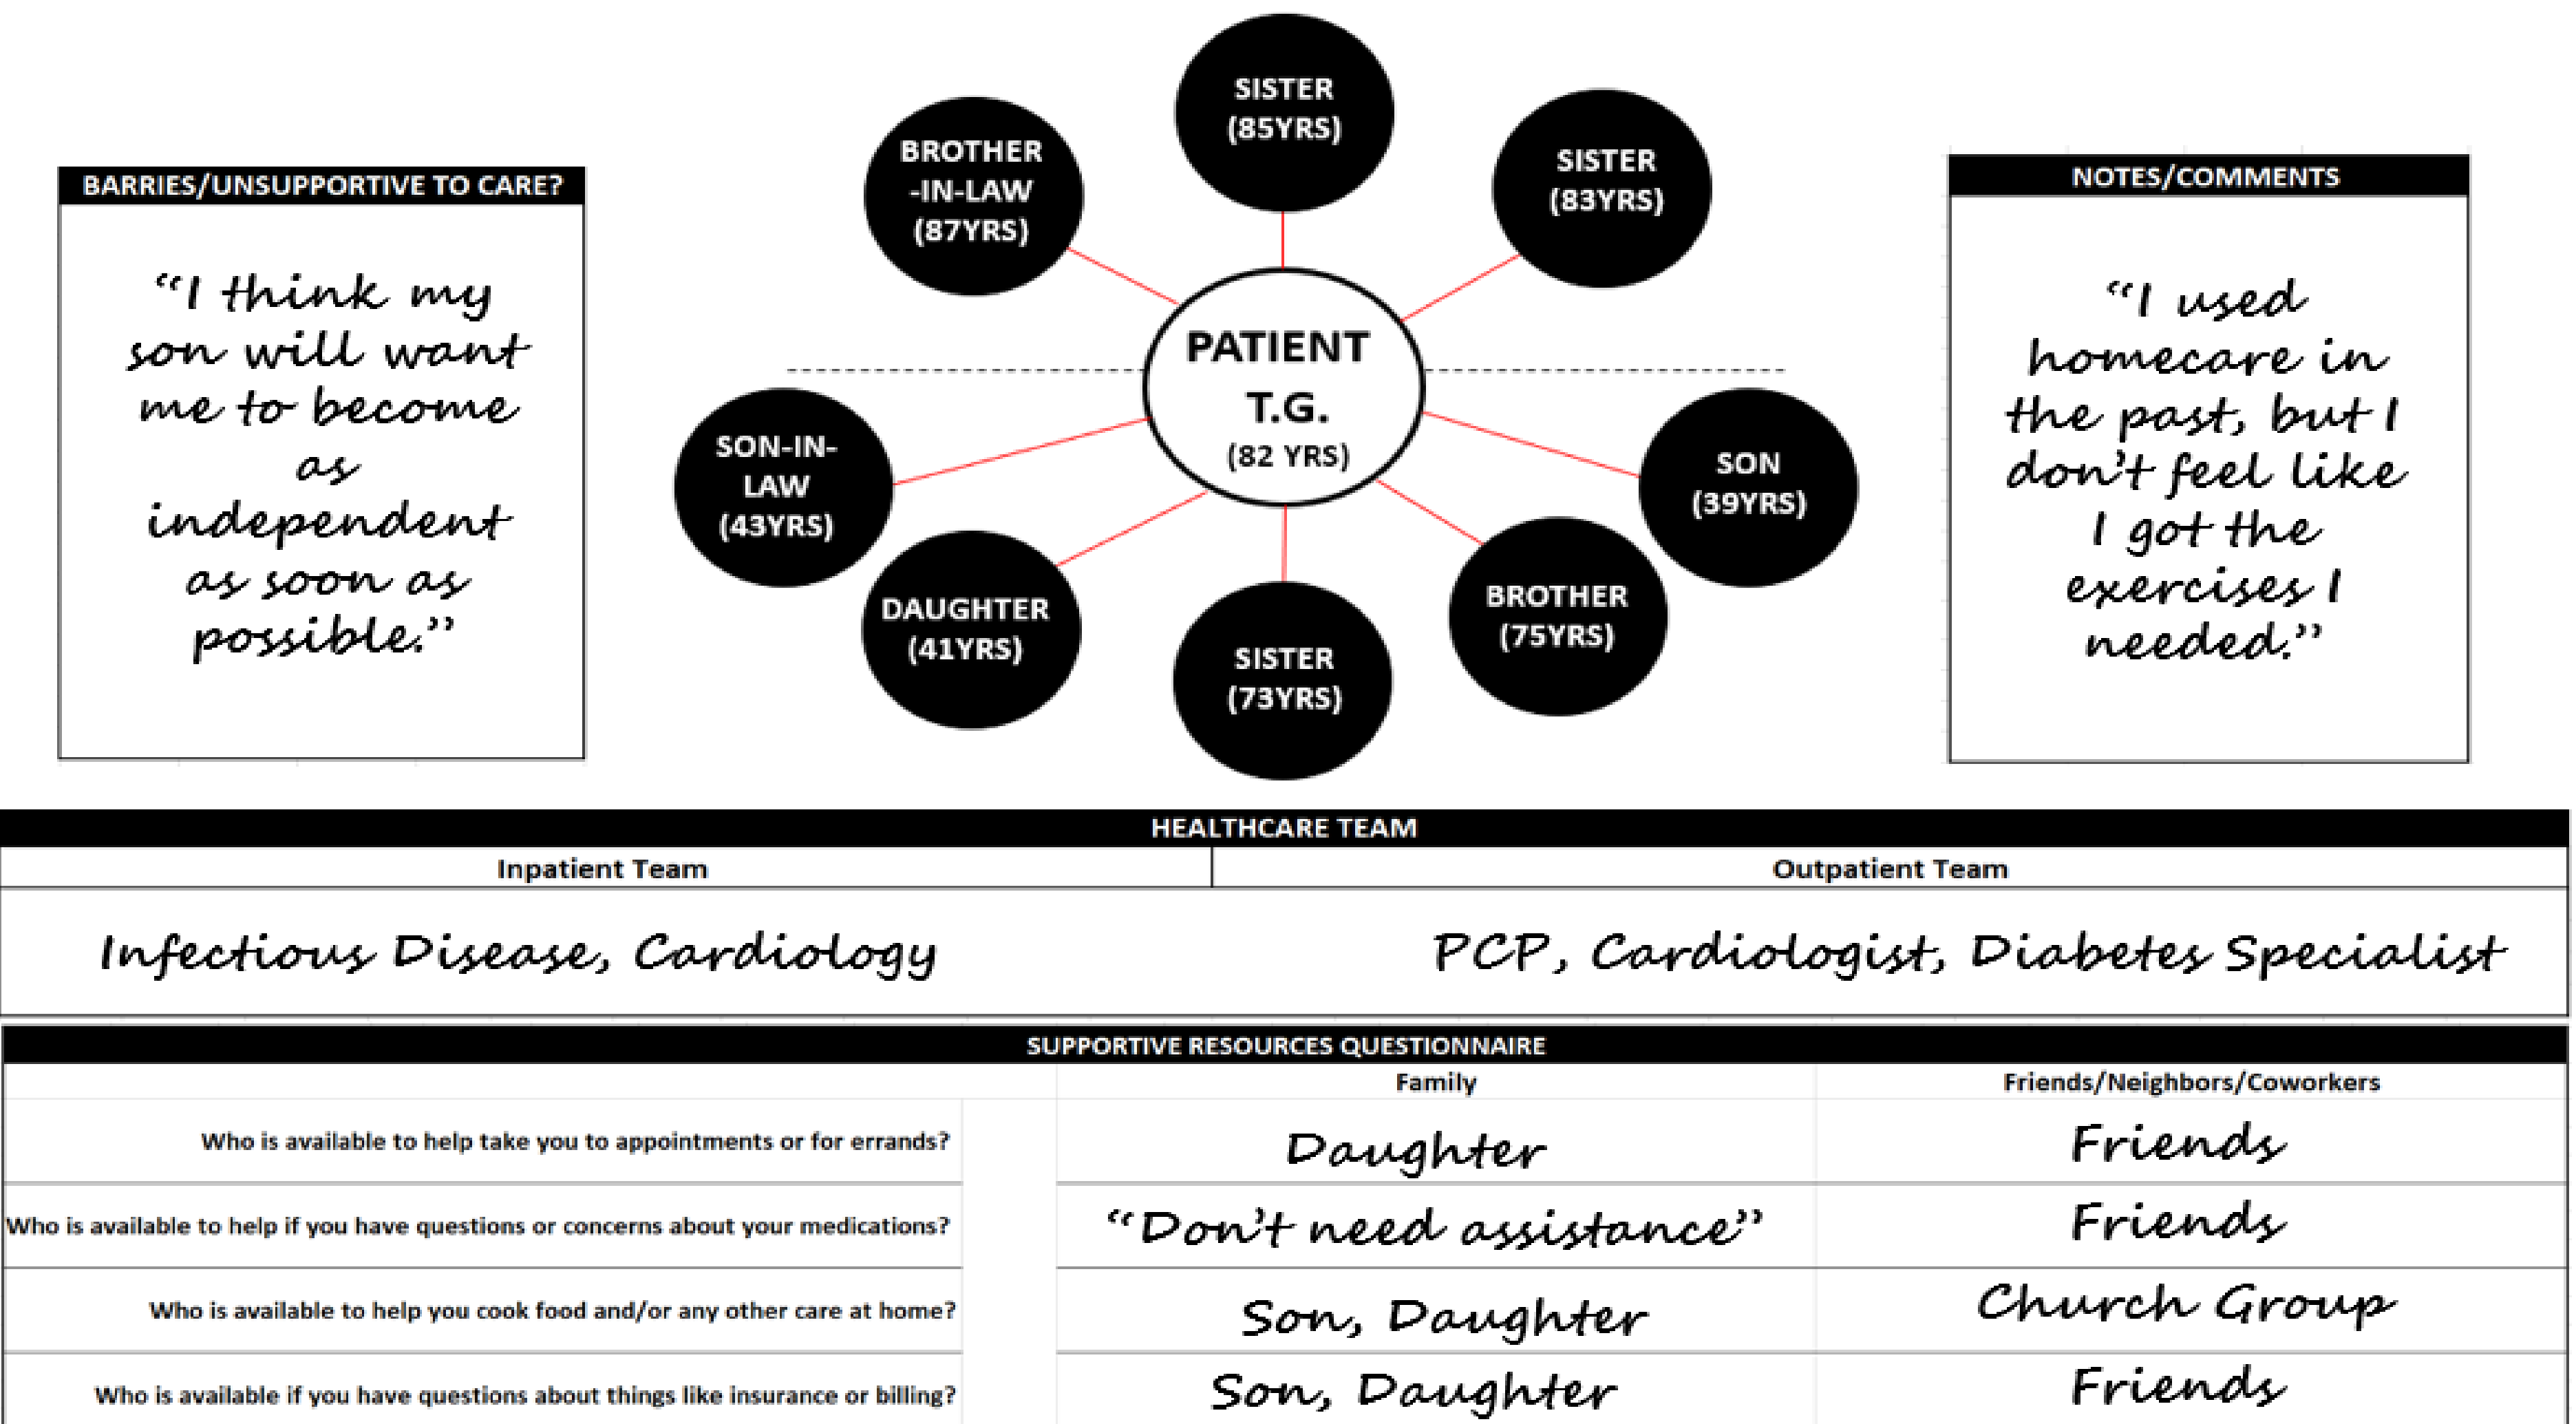 SISTER
(85YRS)
BROTHER
-IN-LAW
(87YRS)
SISTER
(83YRS)
BARRIES/UNSUPPORTIVE TO CARE?
“I think my
son will want
me to become
as
independent
as soon as
possible.”
PATIENT
T.G.
(82 YRS)
SON-IN-
LAW
(43YRS)
DAUGHTER
(41YRS)
SISTER
(73YRS)
BROTHER
(75YRS)
SON
(39YRS)
NOTES/COMMENTS
“I used
homecare in
the past, but I
don’t feel like
I got the
exercises I
needed.”
HEALTHCARE TEAM
Inpatient Team
Outpatient Team
Infectious Disease, Cardiology
PCP, Cardiologist, Diabetes Specialist
SUPPORTIVE RESOURCES QUESTIONNAIRE
Family
Friends/Neighbors/Coworkers
Who is available to help take you to appointments or for errands?
Daughter
Friends
Who is available to help if you have questions or concerns about your medications?
“Don’t need assistance”
Friends
Who is available to help you cook food and/or any other care at home?
Son, Daughter
Church Group
Who is available if you have questions about things like insurance or billing?
Son, Daughter
Friends